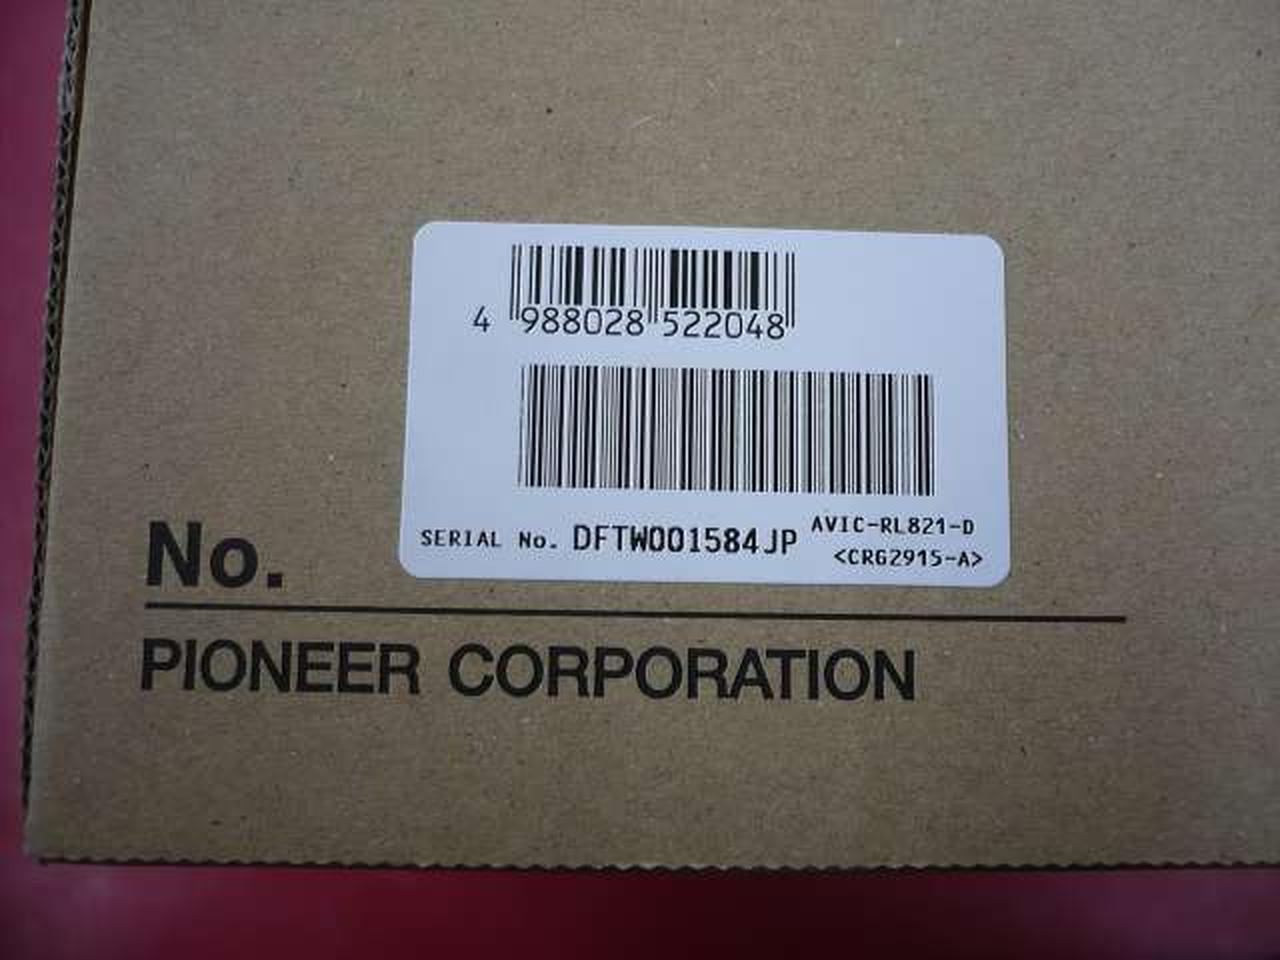 4 988028 522048
SERIAL No. DFTW001584JP AVIC-RL821-D
<CRG2915-A>
No.
PIONEER CORPORATION